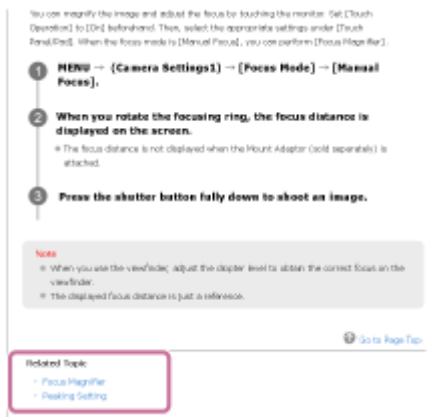 You can magnify the image and adjust the focus by touching the monitor. Set [Touch
Operation] to [On] beforehand. Then, select the appropriate settings under [Touch
Panel/Pad]. When the focus mode is [Manual Focus], you can perform [Focus Magnifier].
1 MENU → (Camera Settings1) → [Focus Mode] → [Manual
Focus].
2 When you rotate the focusing ring, the focus distance is
displayed on the screen.
The focus distance is not displayed when the Mount Adaptor (sold separately) is
attached.
3 Press the shutter button fully down to shoot an image.
Note
When you use the viewfinder, adjust the diopter level to obtain the correct focus on the
viewfinder.
The displayed focus distance is just a reference.
Go to Page Top
Related Topic
Focus Magnifier
Peaking Setting